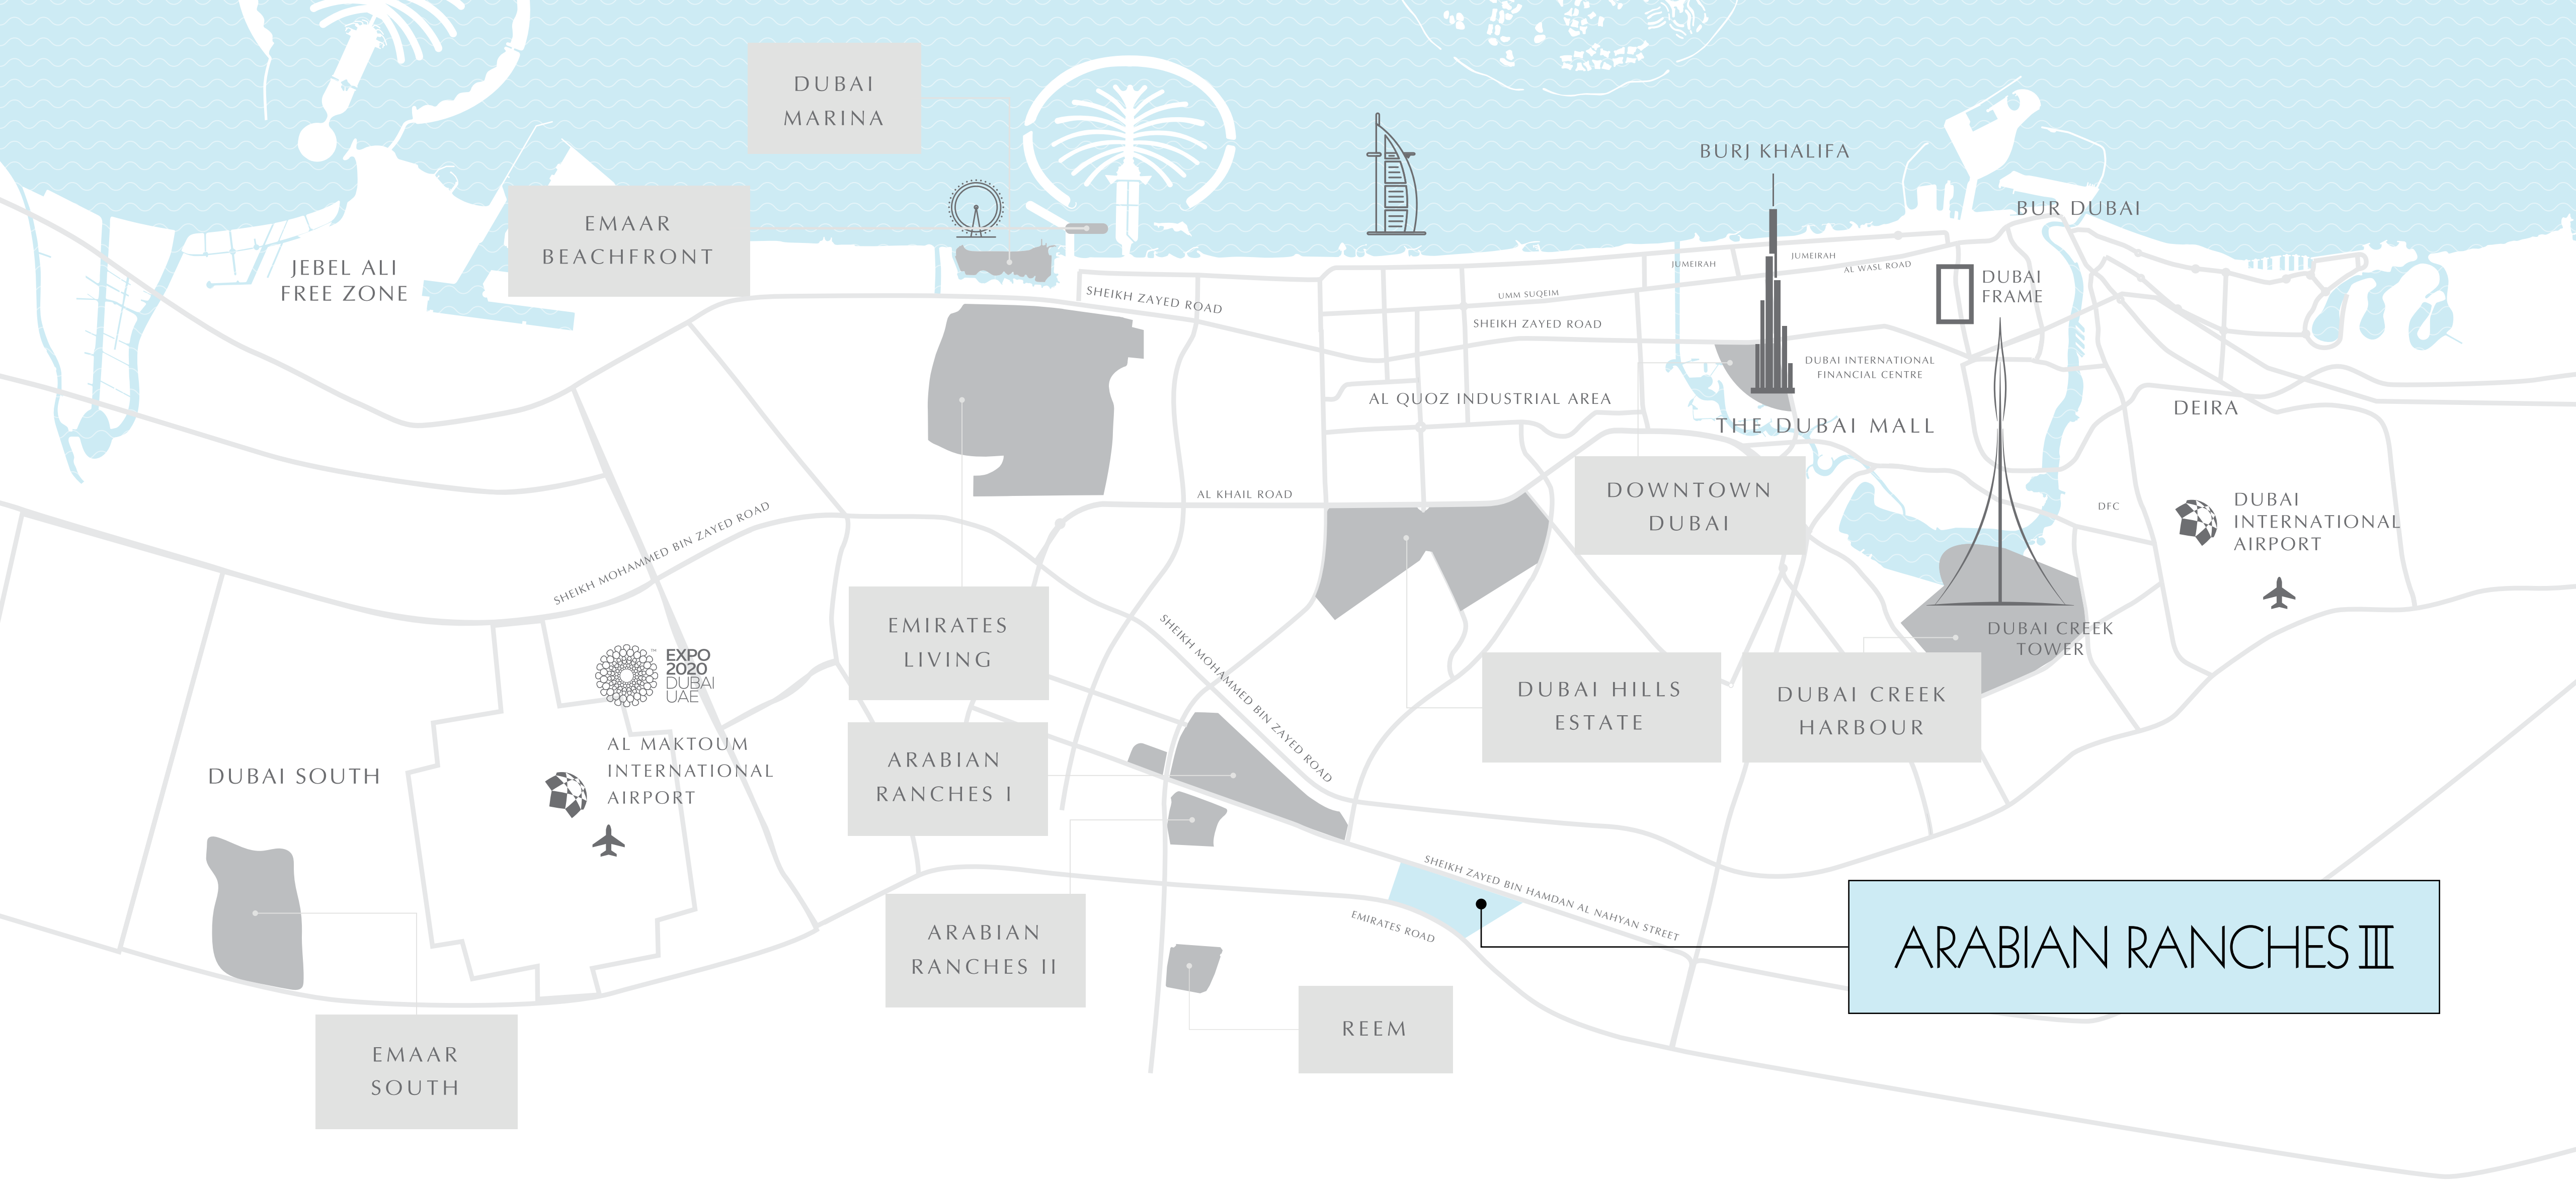 DUBAI
MARINA
BURJ KHALIFA
EMAAR
BEACHFRONT
BUR DUBAI
JEBEL ALI
FREE ZONE
JUMEIRAH
JUMEIRAH
AL WASL ROAD
DUBAI
FRAME
SHEIKH ZAYED ROAD
UMM SUQEIM
SHEIKH ZAYED ROAD
DUBAI INTERNATIONAL
FINANCIAL CENTRE
AL QUOZ INDUSTRIAL AREA
THE DUBAI MALL
DEIRA
AL KHAIL ROAD
DOWNTOWN
DUBAI
DFC
DUBAI
INTERNATIONAL
AIRPORT
SHEIKH MOHAMMED BIN ZAYED ROAD
EMIRATES
LIVING
SHEIKH MOHAMMED BIN ZAYED ROAD
DUBAI CREEK
TOWER
EXPO
2020
DUBAI
UAE
™
DUBAI HILLS
ESTATE
DUBAI CREEK
HARBOUR
AL MAKTOUM
INTERNATIONAL
AIRPORT
DUBAI SOUTH
ARABIAN
RANCHES I
SHEIKH ZAYED BIN HAMDAN AL NAHYAN STREET
EMIRATES ROAD
ARABIAN
RANCHES II
ARABIAN RANCHES III
REEM
EMAAR
SOUTH